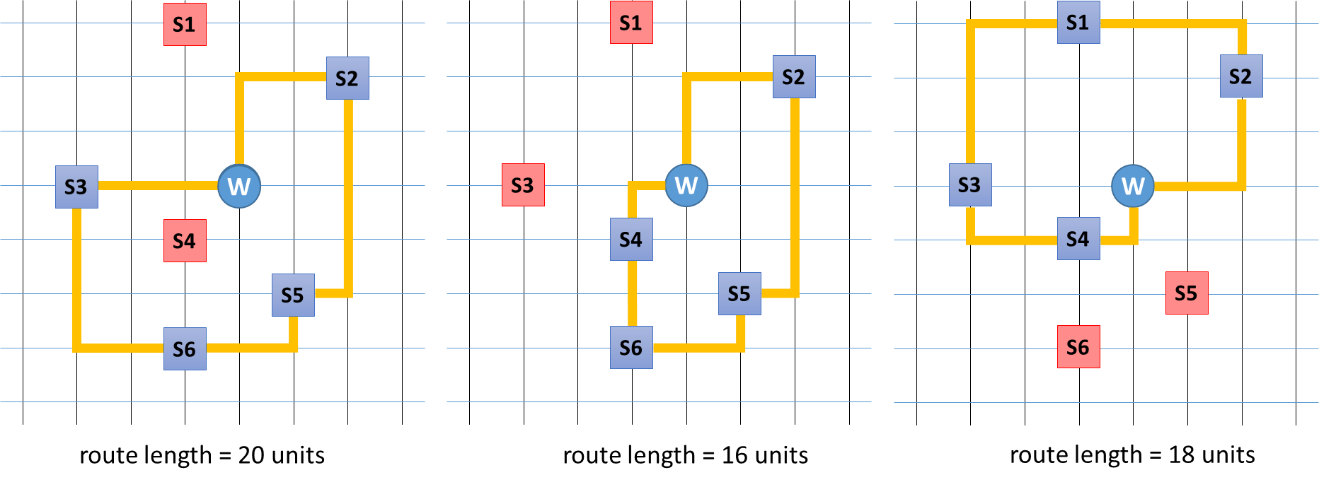 S1
S2
S3
W
S4
S5
S6
route length = 20 units
S1
S2
S3
W
S4
S5
S6
route length = 16 units
S1
S2
S3
W
S4
S5
S6
route length = 18 units